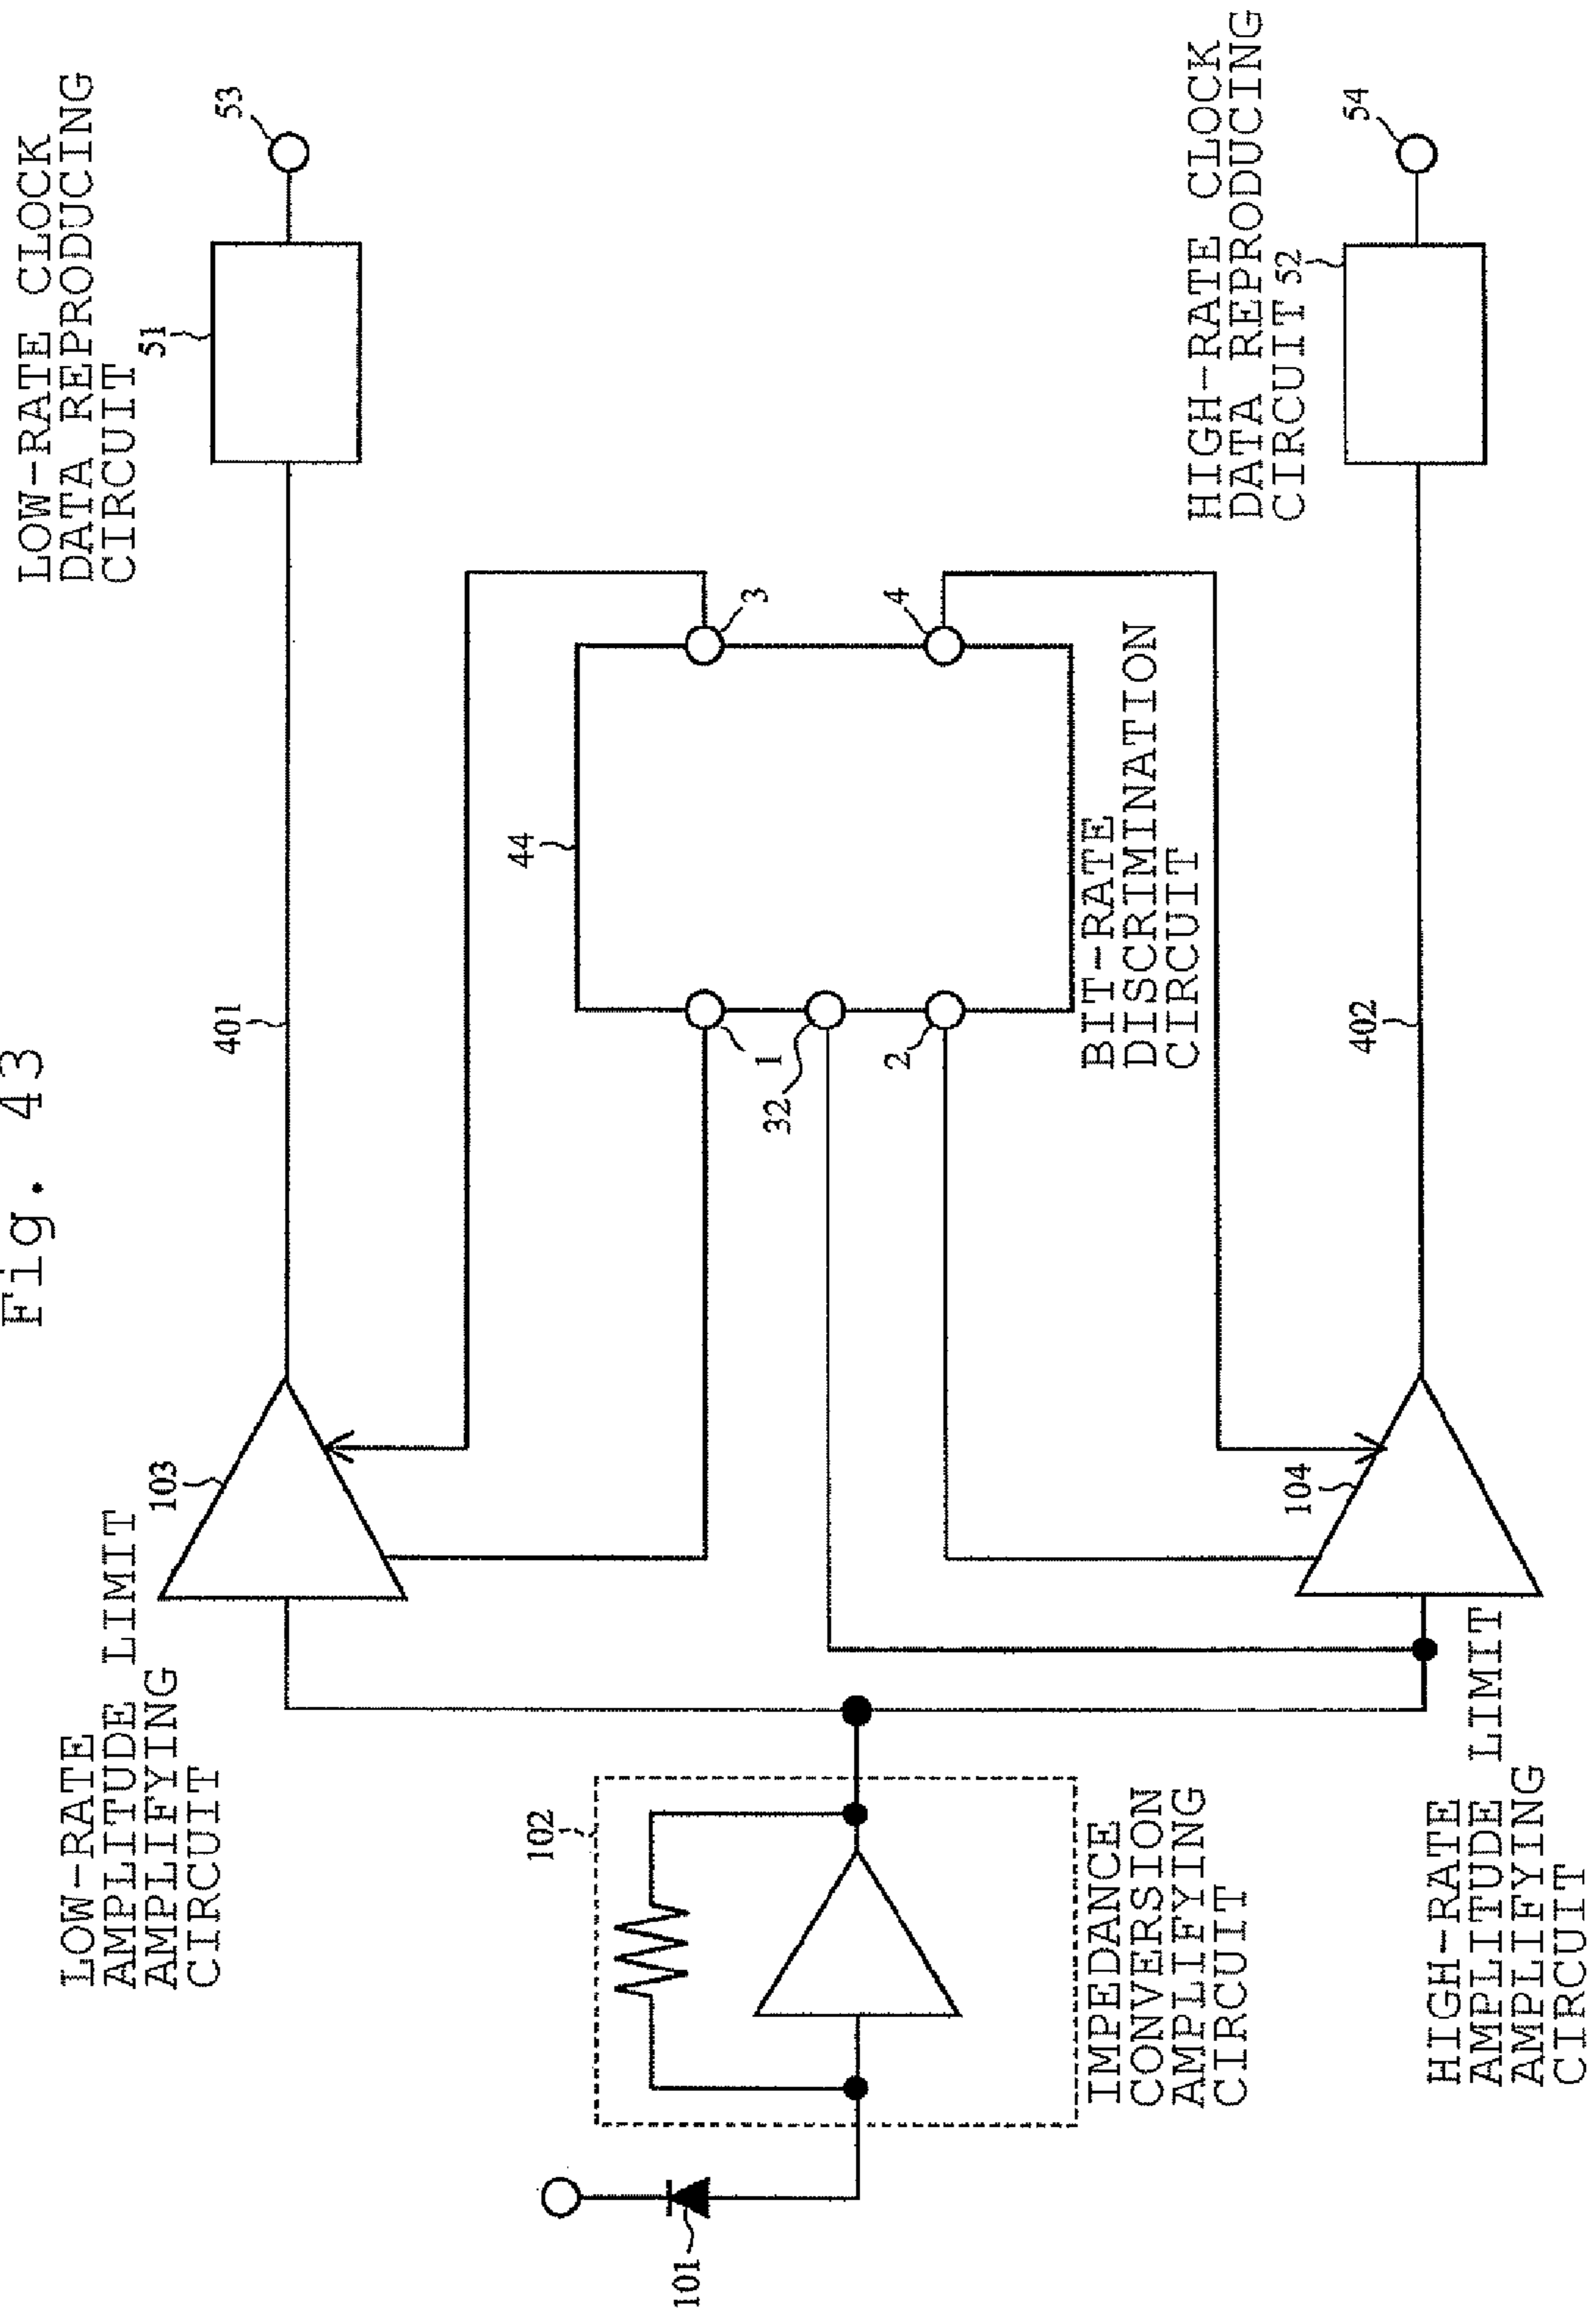 Fig. 43
LOW-RATE
AMPLITUDE LIMIT
AMPLIFYING
CIRCUIT
103
401
LOW-RATE CLOCK
DATA REPRODUCING
CIRCUIT
51
53
101
102
IMPEDANCE
CONVERSION
AMPLIFYING
CIRCUIT
44
1
32
2
3
4
BIT-RATE
DISCRIMINATION
CIRCUIT
HIGH-RATE
AMPLITUDE LIMIT
AMPLIFYING
CIRCUIT
104
402
HIGH-RATE CLOCK
DATA REPRODUCING
CIRCUIT 52
54